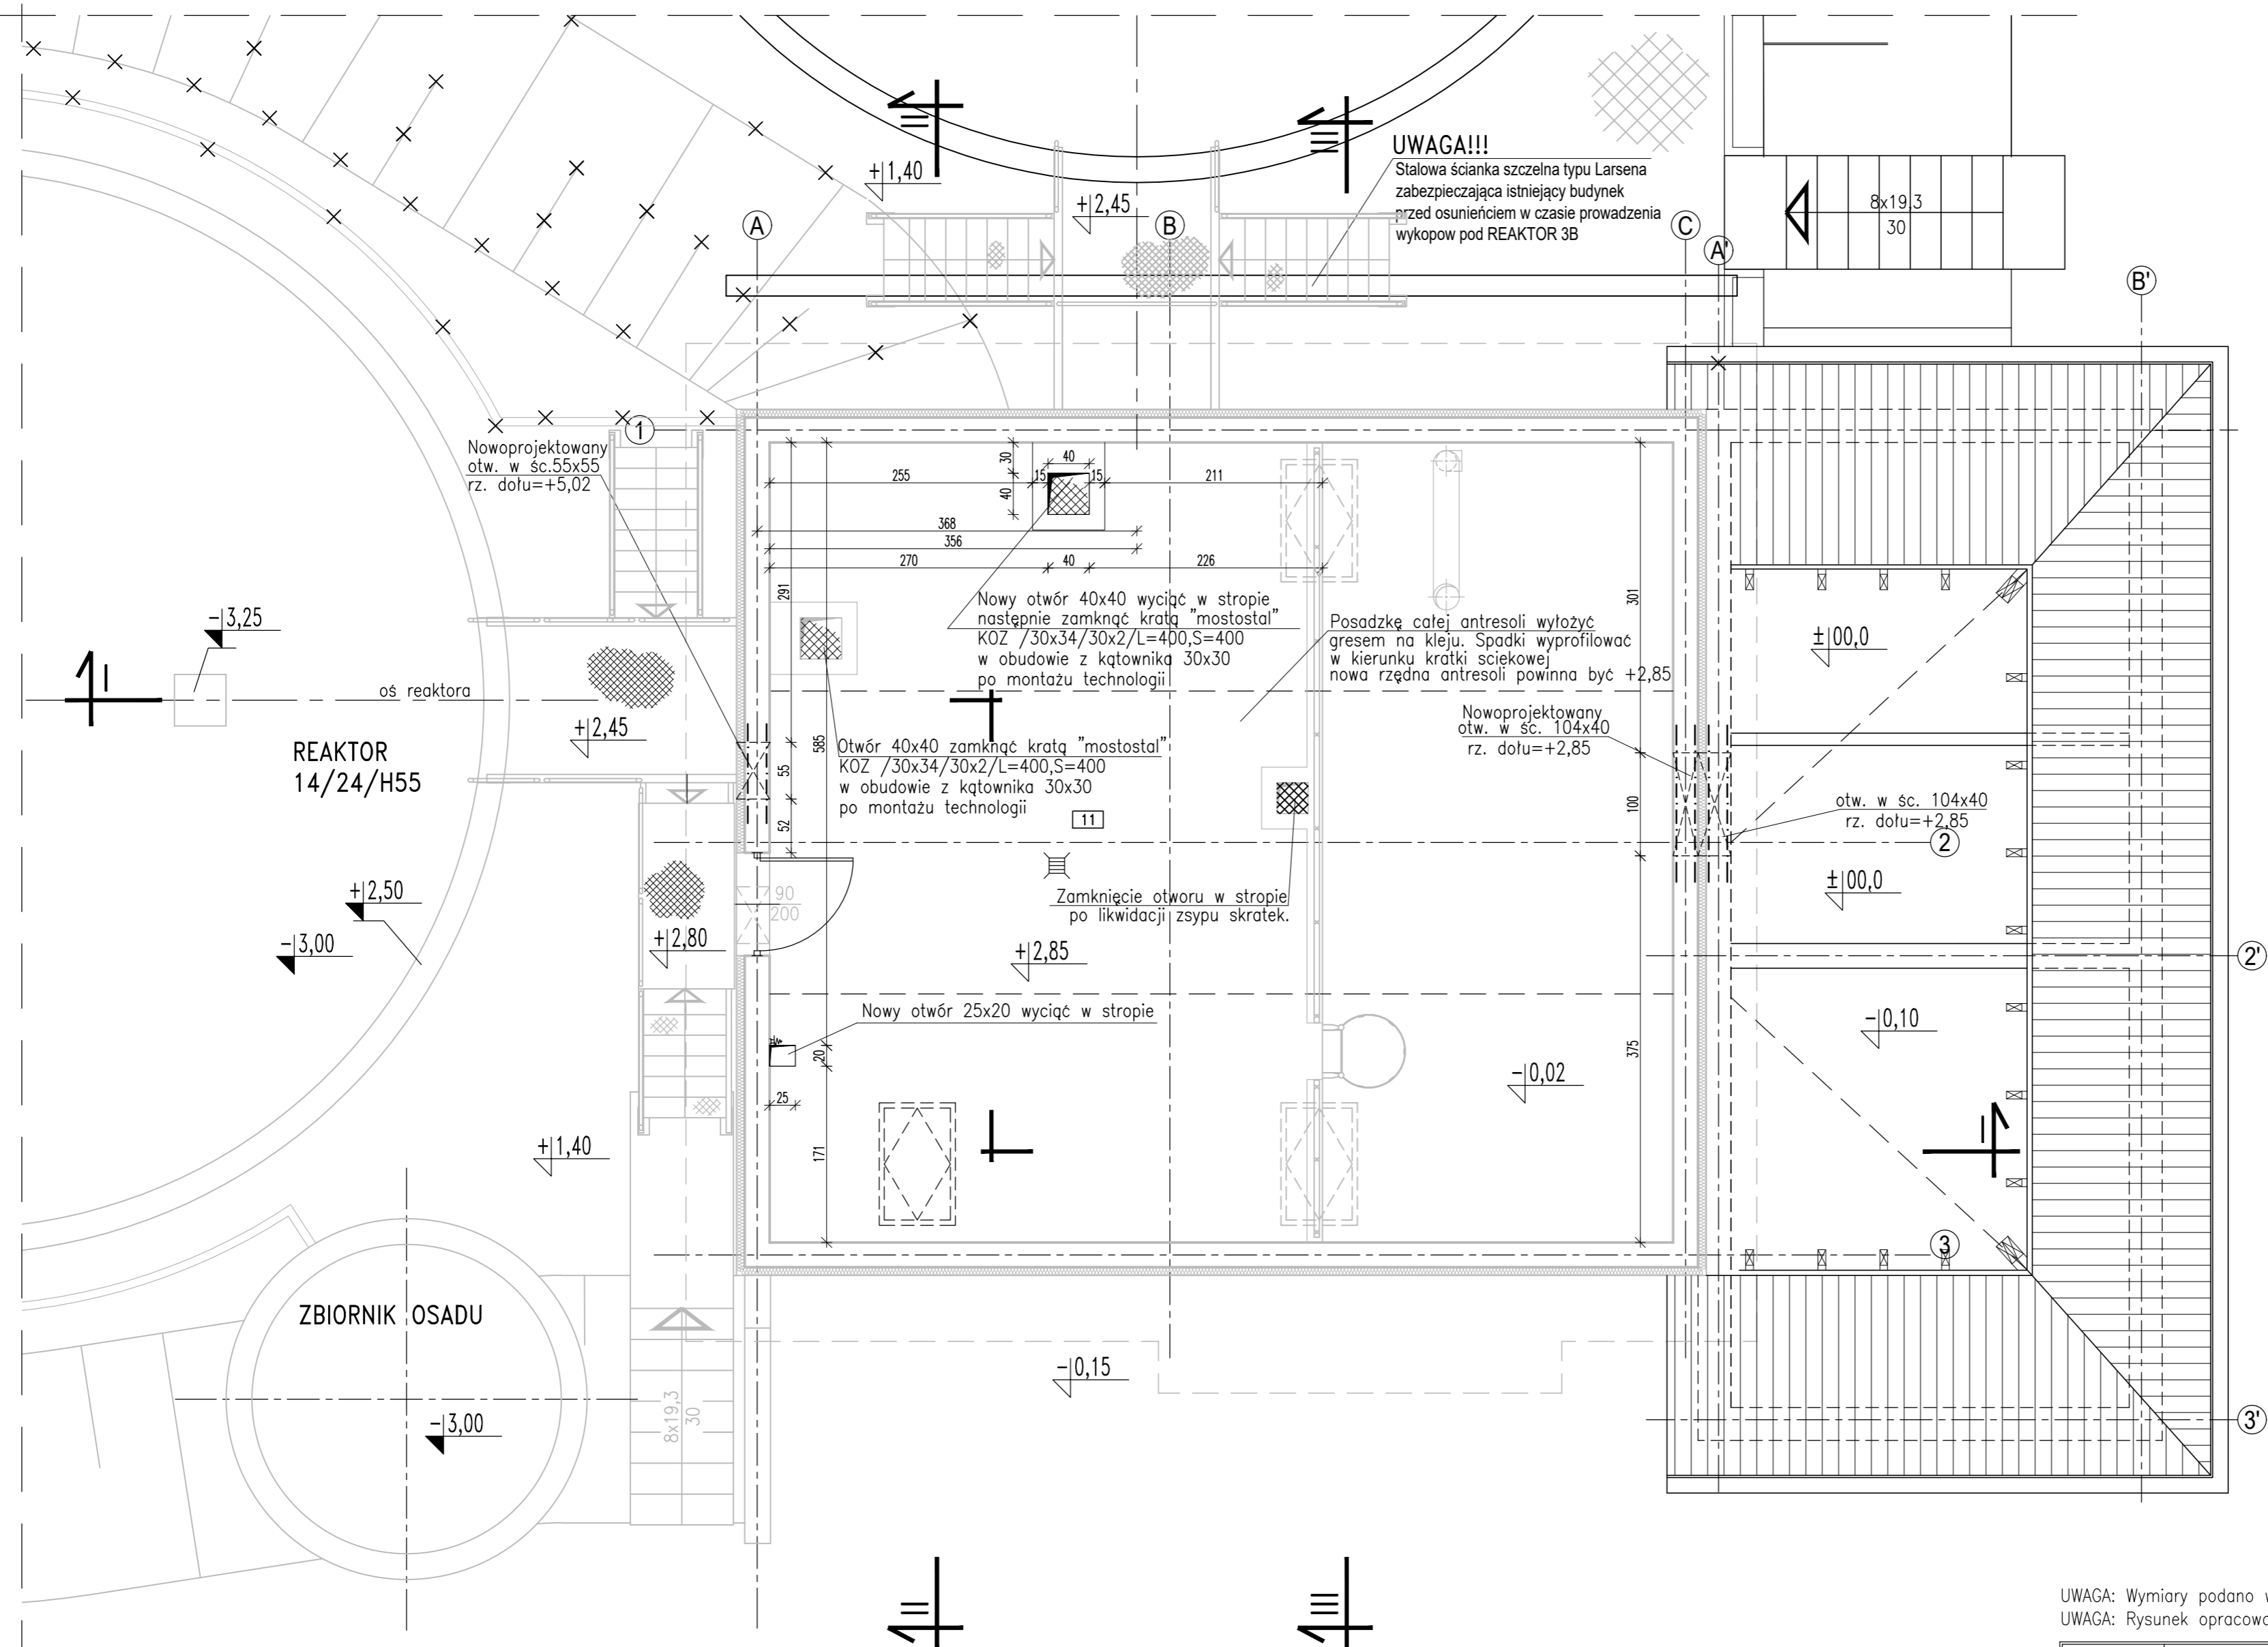 UWAGA!!!
Stalowa ścianka szczelna typu Larsena
zabezpieczająca istniejący budynek
przed osunieńciem w czasie prowadzenia
wykopow pod REAKTOR 3B
+1,40
+2,45
A
B
C
A'
B'
8x19,3
30
1
Nowoprojektowany
otw. w śc.55x55
rz. dołu=+5,02
30
40
255
15
15
211
40
368
356
270
40
226
291
301
Nowy otwór 40x40 wyciąć w stropie
następnie zamknąć kratą "mostostal"
KOZ /30x34/30x2/L=400,S=400
w obudowie z kątownika 30x30
po montażu technologii
Posadzkę całej antresoli wyłożyć
gresem na kleju. Spadki wyprofilować
w kierunku kratki sciekowej
nowa rzędna antresoli powinna być +2,85
±00,0
-3,25
I
oś reaktora
+2,45
REAKTOR
14/24/H55
Nowoprojektowany
otw. w śc. 104x40
rz. dołu=+2,85
585
55
52
Otwór 40x40 zamknąć kratą "mostostal"
KOZ /30x34/30x2/L=400,S=400
w obudowie z kątownika 30x30
po montażu technologii
11
100
otw. w śc. 104x40
rz. dołu=+2,85
2
±00,0
90
200
Zamknięcie otworu w stropie
po likwidacji zsypu skratek.
+2,50
-3,00
+2,80
+2,85
2'
Nowy otwór 25x20 wyciąć w stropie
-0,10
20
25
375
-0,02
171
+1,40
II
3
ZBIORNIK OSADU
-0,15
8x19,3
30
-3,00
3'
II
III
II
III
UWAGA: Wymiary podano
UWAGA: Rysunek